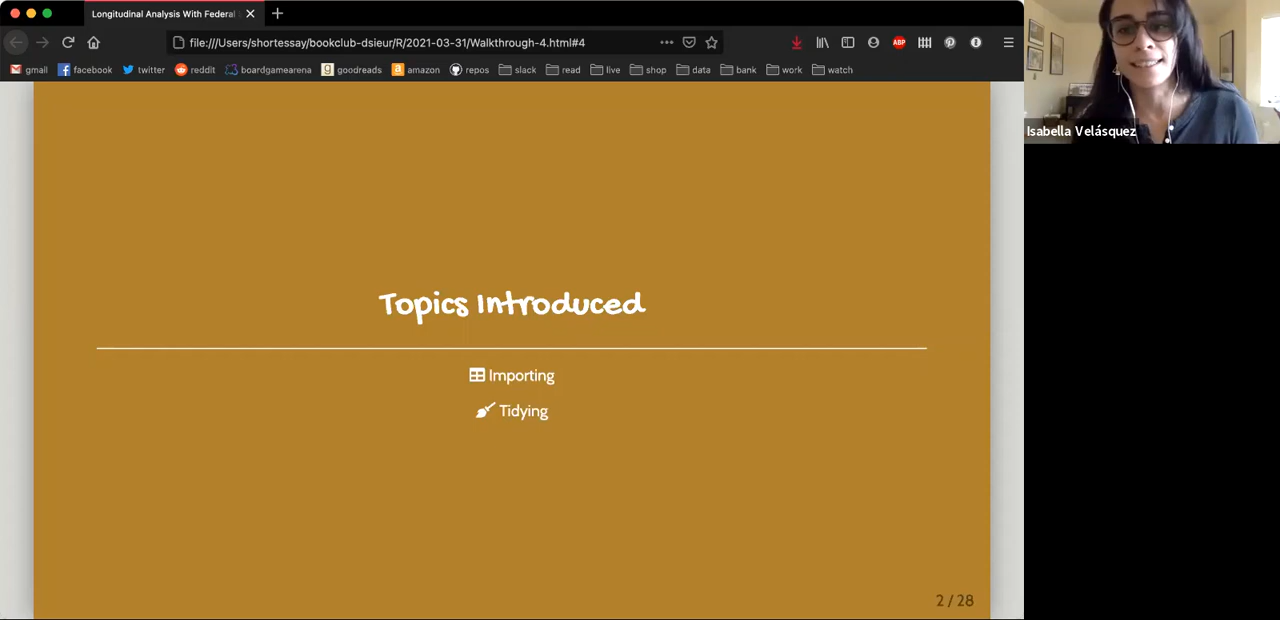 Longitudinal Analysis With Federal
file:///Users/shortessay/bookclub-dsieur/R/2021-03-31/Walkthrough-4.html#4
ABP
gmail facebook twitter reddit boardgamearena goodreads amazon repos slack read live shop data bank work watch
Isabella Velásquez
Topics Introduced
Importing
Tidying
2 / 28